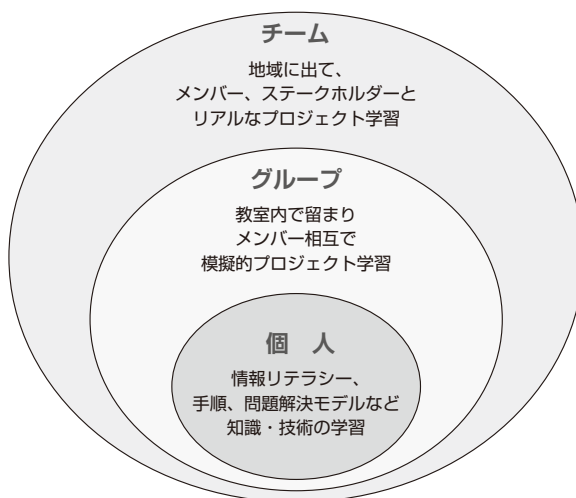 チーム
地域に出て、
メンバー、ステークホルダーと
リアルなプロジェクト学習
グループ
教室内で留まり
メンバー相互で
模擬的プロジェクト学習
個　人
情報リテラシー、
手順、問題解決モデルなど
知識・技術の学習